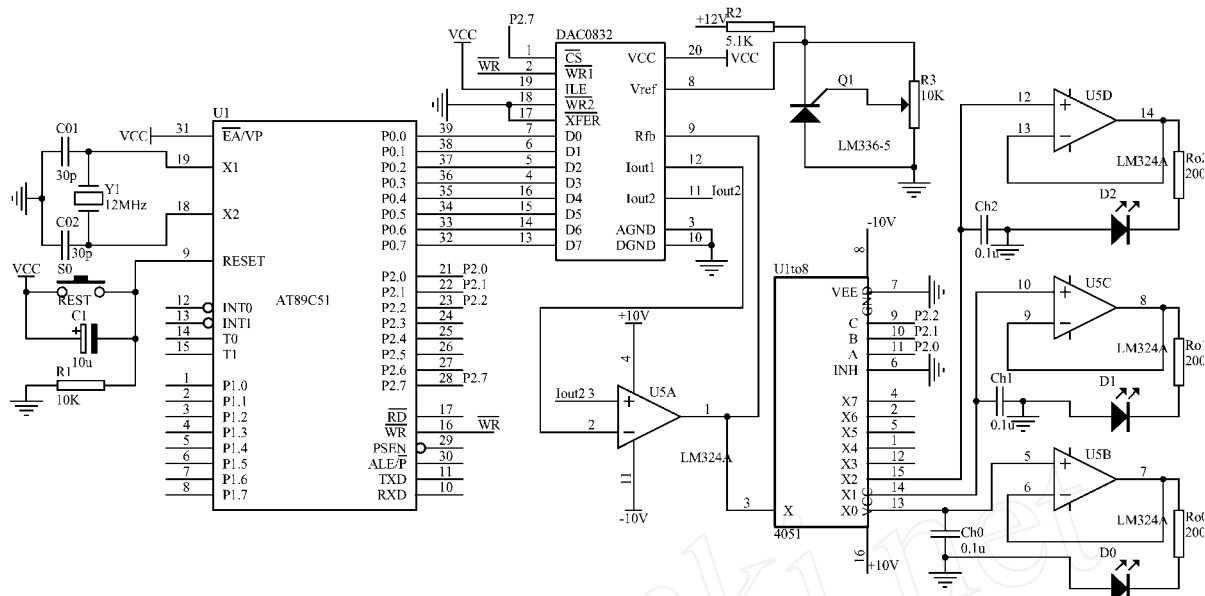 P2.7
DAC0832
+12V
R2
5.1K
VCC
WR
1
2
19
18
17
7
6
5
4
16
15
14
13
CS
WR1
ILE
WR2
XFER
D0
D1
D2
D3
D4
D5
D6
D7
VCC
Vref
Rfb
Iout1
Iout2
AGND
DGND
20
8
9
12
11
3
10
VCC
Iout2
Q1
R3
10K
LM336-5
U1
C01
VCC
31
19
18
9
30p
Y1
12MHz
C02
30p
VCC
S0
REST
C1
+
10u
R1
10K
12
13
14
15
1
2
3
4
5
6
7
8
EA/VP
X1
X2
RESET
INT0
INT1
T0
T1
P1.0
P1.1
P1.2
P1.3
P1.4
P1.5
P1.6
P1.7
AT89C51
P0.0
P0.1
P0.2
P0.3
P0.4
P0.5
P0.6
P0.7
P2.0
P2.1
P2.2
P2.3
P2.4
P2.5
P2.6
P2.7
RD
WR
PSEN
ALE/P
TXD
RXD
39
38
37
36
35
34
33
32
21
22
23
24
25
26
27
28
17
16
29
30
11
10
P2.0
P2.1
P2.2
P2.7
WR
+10V
4
Iout2
3
2
+
−
U5A
1
LM324A
11
-10V
-10V
8
U1to8
VEE
GND
C
B
A
INH
X7
X6
X5
X4
X3
X2
X1
X0
VCC
X
3
4051
7
9
10
11
6
4
2
5
1
12
15
14
13
P2.2
P2.1
P2.0
16
+10V
12
13
+
−
U5D
14
LM324A
Ro2
200
D2
Ch2
0.1u
10
9
+
−
U5C
8
LM324A
Ro1
200
D1
Ch1
0.1u
5
6
+
−
U5B
7
LM324A
Ro0
200
D0
Ch0
0.1u